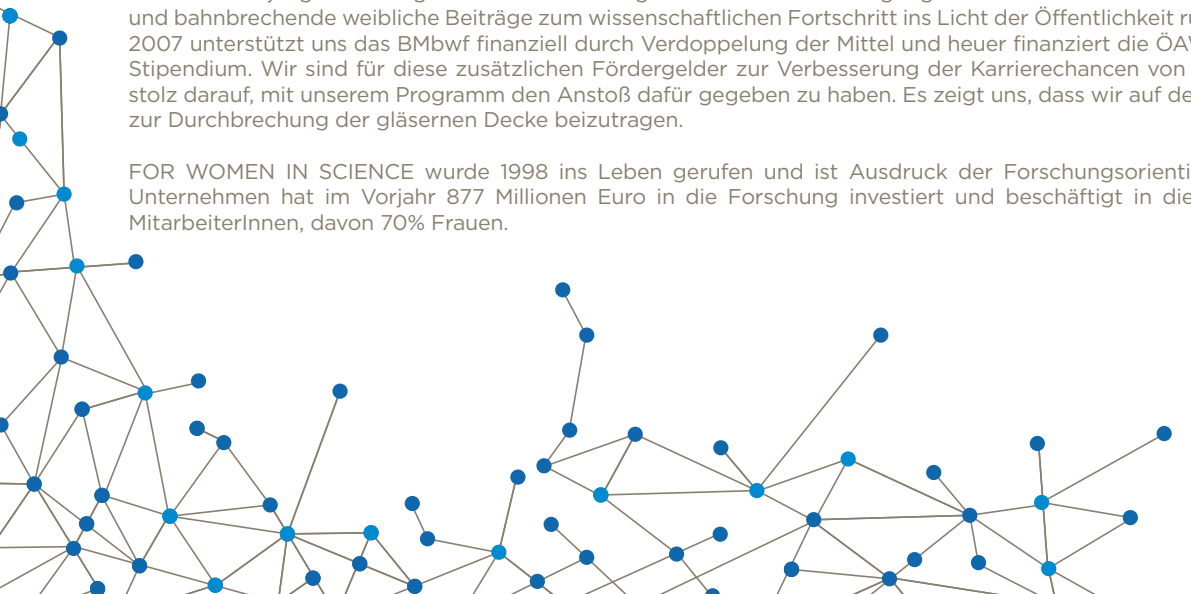 und bahnbrechende weibliche Beiträge zum wissenschaftlichen Fortschritt ins Licht der Öffentlichkeit
2007 unterstützt uns das BMbwf finanziell durch Verdoppelung der Mittel und heuer finanziert die
Stipendium. Wir sind für diese zusätzlichen Fördergelder zur Verbesserung der Karrierechancen von
stolz darauf, mit unserem Programm den Anstoß dafür gegeben zu haben. Es zeigt uns, dass wir auf
zur Durchbrechung der gläsernen Decke beizutragen.
FOR WOMEN IN SCIENCE wurde 1998 ins Leben gerufen und ist Ausdruck der
Unternehmen hat im Vorjahr 877 Millionen Euro in die Forschung investiert und beschäftigt in
MitarbeiterInnen, davon 70% Frauen.